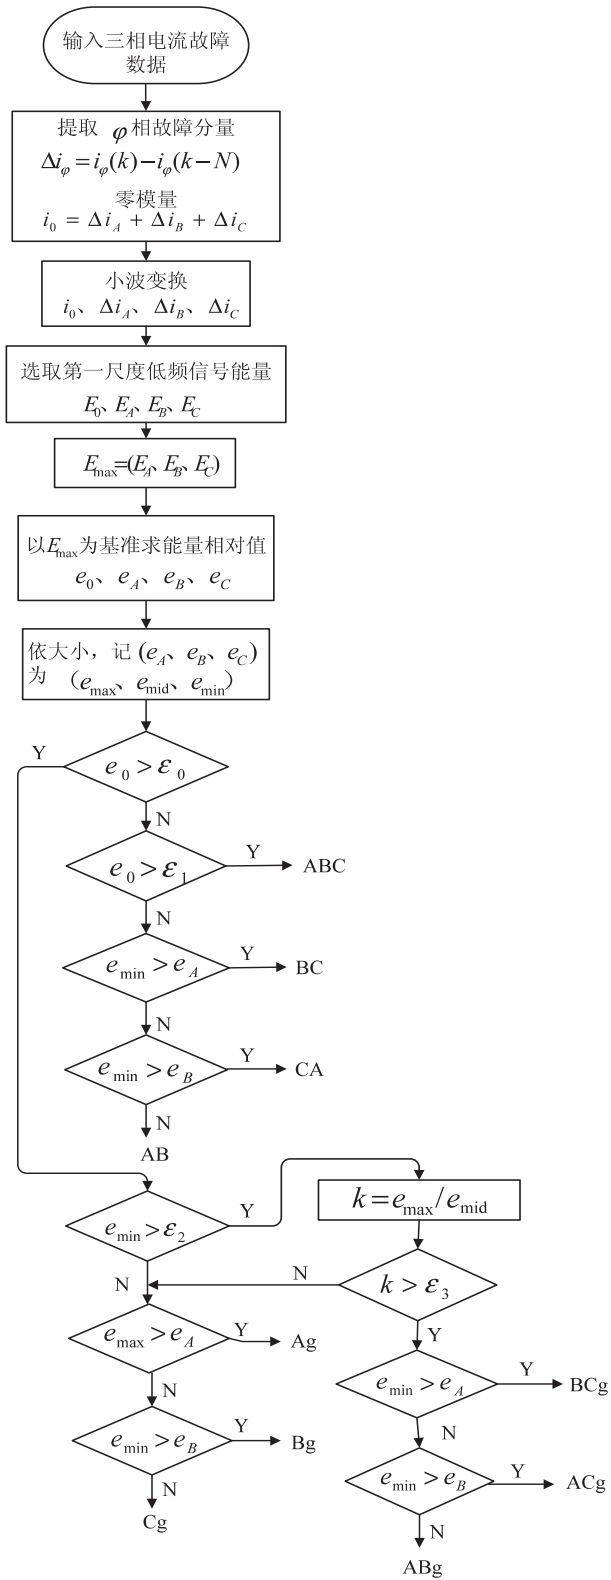 输入三相电流故障
数据
提取 φ相故障分量
Δi_φ=i_φ(k)−i_φ(k−N)
零模量
i_0 = Δi_A + Δi_B + Δi_C
小波变换
i_0、Δi_A、Δi_B、Δi_C
选取第一尺度低频信号能量
E_0、E_A、E_B、E_C
E_max=(E_A、E_B、E_C)
以E_max为基准求能量相对值
e_0、e_A、e_B、e_C
依大小，记(e_A、e_B、e_C)
为 （e_max、e_mid、e_min）
Y
e_0 > ε_0
N
e_0 > ε_1
Y
ABC
N
e_min > e_A
Y
BC
N
e_min > e_B
Y
CA
N
AB
e_min > ε_2
Y
k=e_max/e_mid
N
k > ε_3
N
Y
e_max > e_A
Y
Ag
e_min > e_A
Y
BCg
N
N
e_min > e_B
Y
Bg
e_min > e_B
Y
ACg
N
Cg
N
ABg